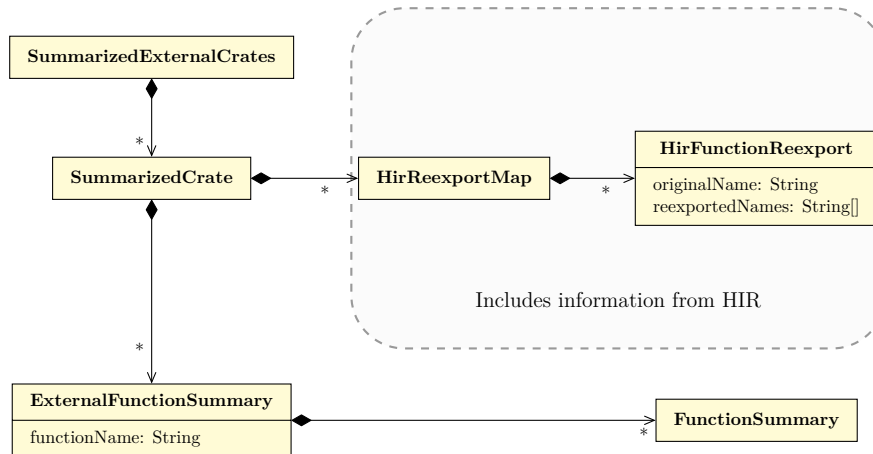 SummarizedExternalCrates
*
SummarizedCrate
*
HirReexportMap
*
HirFunctionReexport
originalName: String
reexportedNames: String[]
Includes information from HIR
*
ExternalFunctionSummary
functionName: String
*
FunctionSummary